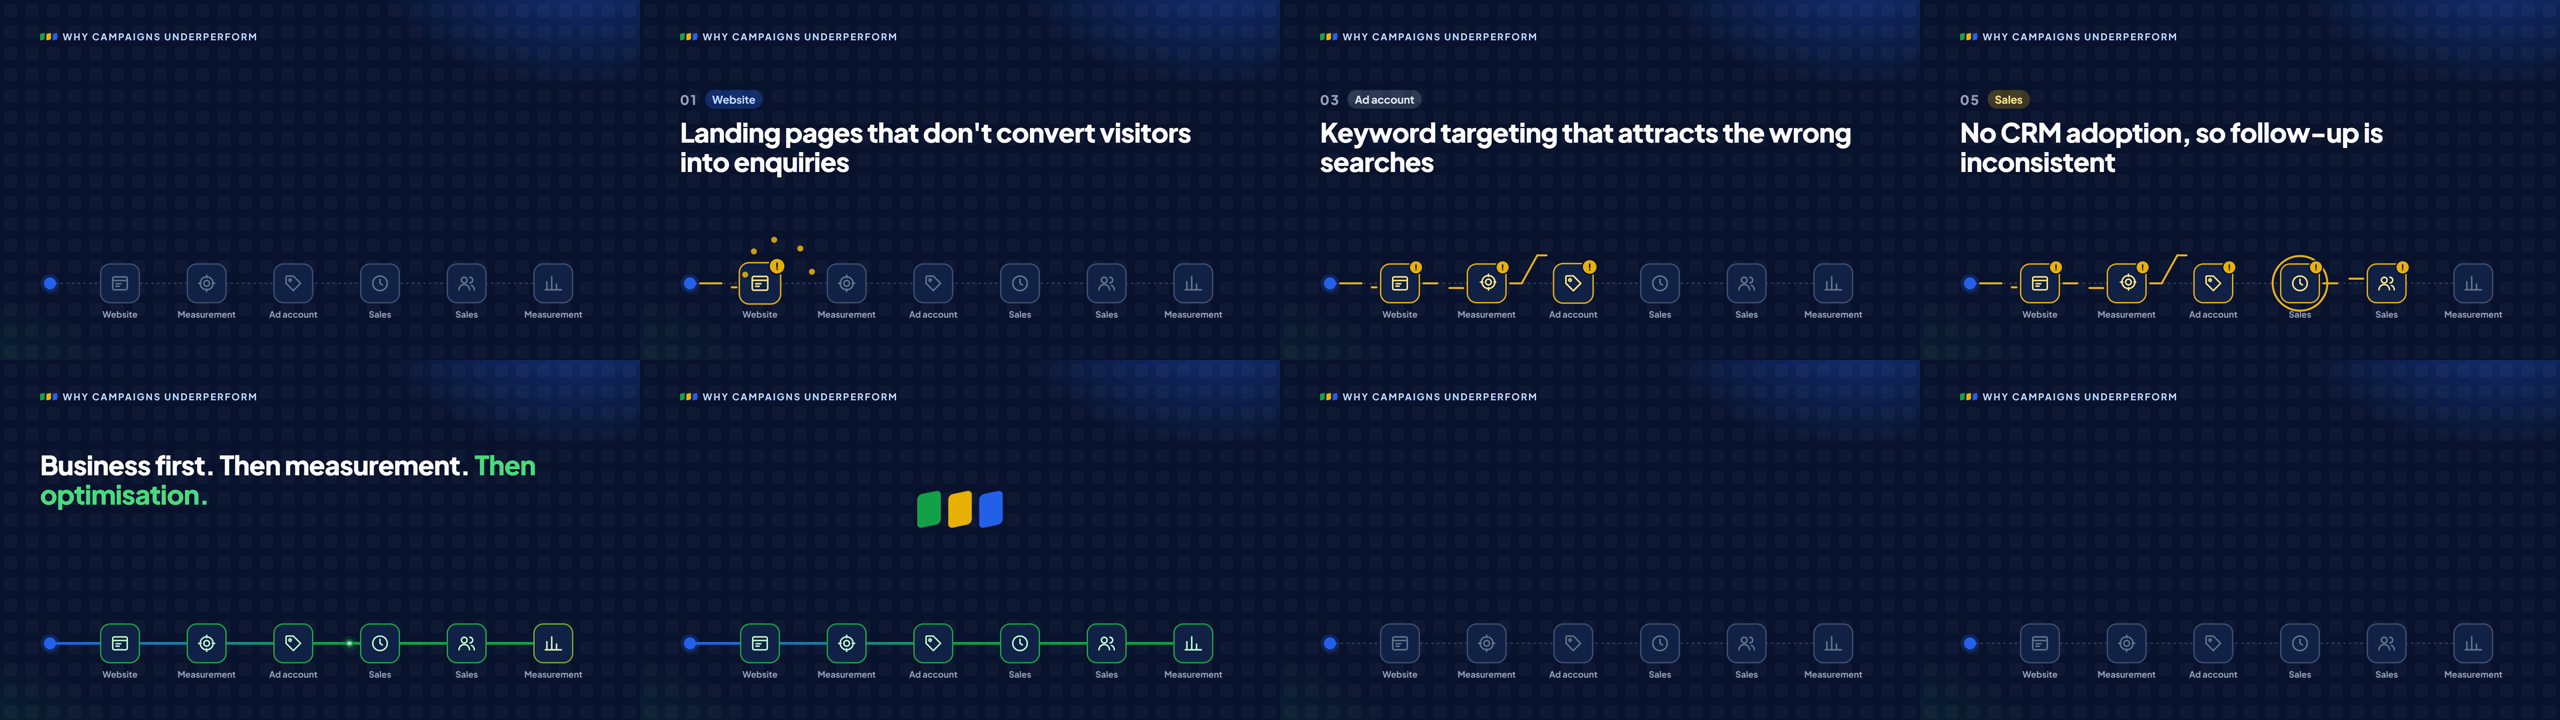 WHY CAMPAIGNS UNDERPERFORM
Website
Measurement
Ad account
Sales
Sales
Measurement
WHY CAMPAIGNS UNDERPERFORM
01 Website
Landing pages that don't convert visitors
into enquiries
!
Website
Measurement
Ad account
Sales
Sales
Measurement
WHY CAMPAIGNS UNDERPERFORM
03 Ad account
Keyword targeting that attracts the wrong
searches
! ! !
Website
Measurement
Ad account
Sales
Sales
Measurement
WHY CAMPAIGNS UNDERPERFORM
05 Sales
No CRM adoption, so follow-up is
inconsistent
! ! ! ! !
Website
Measurement
Ad account
Sales
Sales
Measurement
WHY CAMPAIGNS UNDERPERFORM
Business first. Then measurement. Then
optimisation.
Website
Measurement
Ad account
Sales
Sales
Measurement
WHY CAMPAIGNS UNDERPERFORM
Website
Measurement
Ad account
Sales
Sales
Measurement
WHY CAMPAIGNS UNDERPERFORM
Website
Measurement
Ad account
Sales
Sales
Measurement
WHY CAMPAIGNS UNDERPERFORM
Website
Measurement
Ad account
Sales
Sales
Measurement